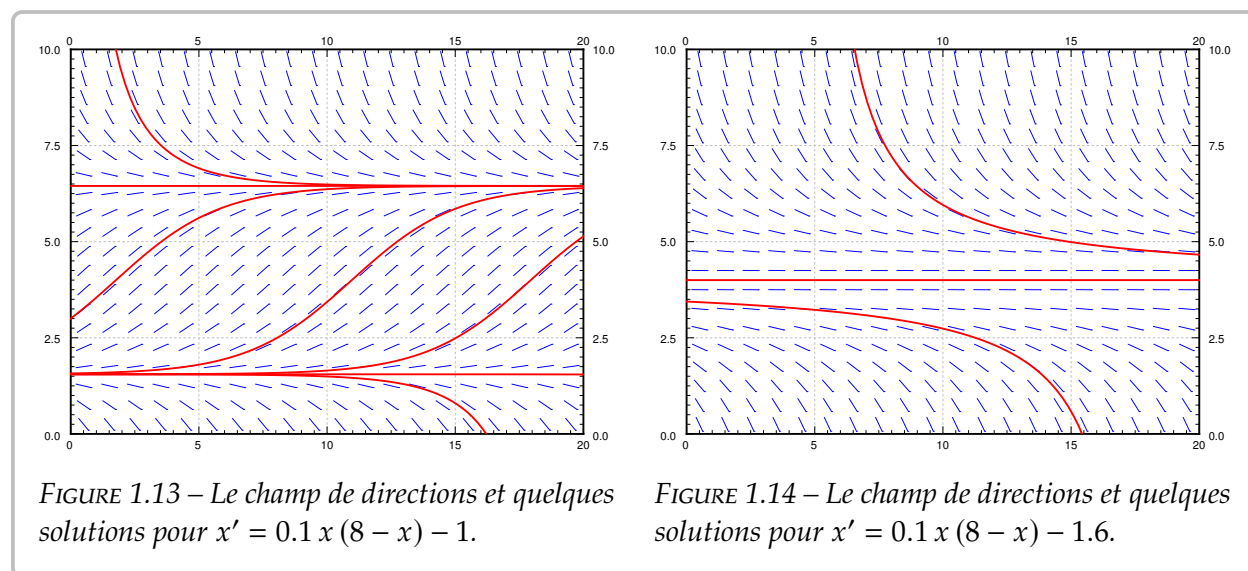 0 5 10 15 20
10.0 10.0
7.5 7.5
5.0 5.0
2.5 2.5
0.0 0.0
0 5 10 15 20
FIGURE 1.13 – Le champ de directions et quelques
solutions pour x′ = 0.1 x (8 − x) − 1.
0 5 10 15 20
10.0 10.0
7.5 7.5
5.0 5.0
2.5 2.5
0.0 0.0
0 5 10 15 20
FIGURE 1.14 – Le champ de directions et quelques
solutions pour x′ = 0.1 x (8 − x) − 1.6.